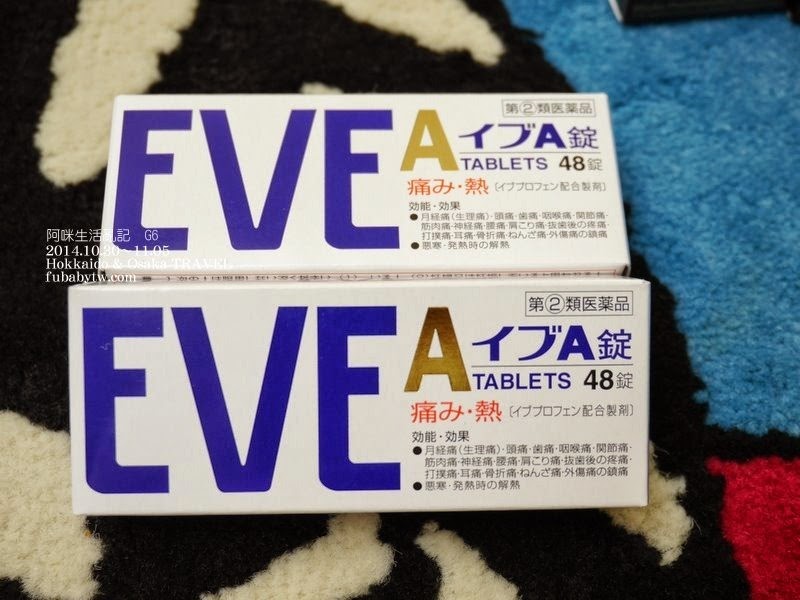 EVE A
第②類医薬品
イブA錠
TABLETS 48錠
痛み・熱 [イブプロフェン配合製剤]
効能・効果
●月経痛(生理痛)・頭痛・歯痛・咽喉痛・関節痛・
筋肉痛・神経痛・腰痛・肩こり痛・抜歯後の疼痛・
打撲痛・耳痛・骨折痛・ねんざ痛・外傷痛の鎮痛
●悪寒・発熱時の解熱
阿咪生活亂記 G6
2014.10.30~11.05
Hokkaido & Osaka TRAVEL
fubabytw.com
EVE A
第②類医薬品
イブA錠
TABLETS 48錠
痛み・熱 [イブプロフェン配合製剤]
効能・効果
●月経痛(生理痛)・頭痛・歯痛・咽喉痛・関節痛・
筋肉痛・神経痛・腰痛・肩こり痛・抜歯後の疼痛・
打撲痛・耳痛・骨折痛・ねんざ痛・外傷痛の鎮痛
●悪寒・発熱時の解熱